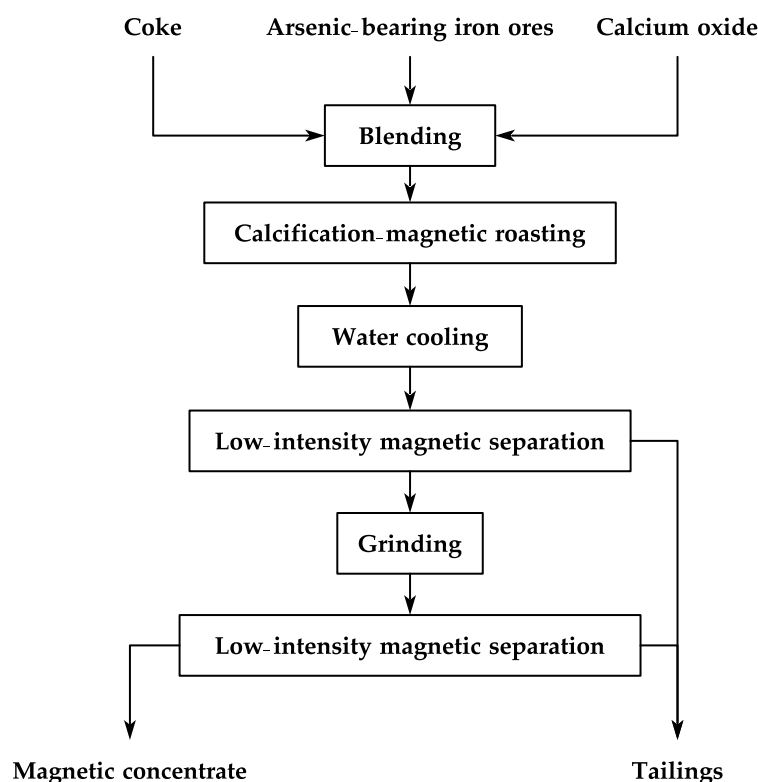 Coke
Arsenic-bearing iron ores
Calcium oxide
Blending
Calcification-magnetic roasting
Water cooling
Low-intensity magnetic separation
Grinding
Low-intensity magnetic separation
Magnetic concentrate
Tailings